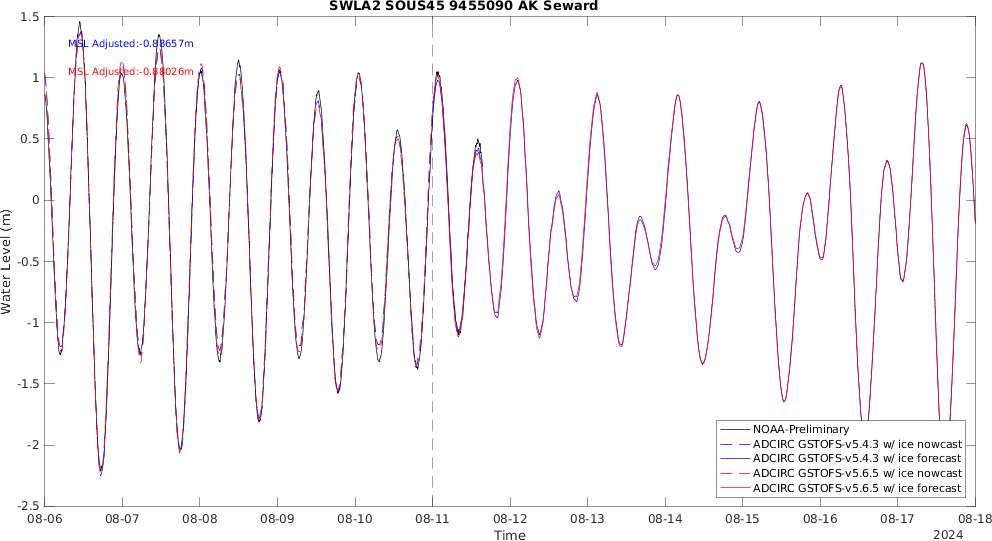 SWLA2 SOUS45 9455090 AK Seward
MSL Adjusted:-0.88657m
MSL Adjusted:-0.88026m
1.5
1
0.5
0
-0.5
-1
-1.5
-2
-2.5
Water Level (m)
08-06 08-07 08-08 08-09 08-10 08-11 08-12 08-13 08-14 08-15 08-16 08-17 08-18
Time
2024
NOAA-Preliminary
ADCIRC GSTOFS-v5.4.3 w/ ice nowcast
ADCIRC GSTOFS-v5.4.3 w/ ice forecast
ADCIRC GSTOFS-v5.6.5 w/ ice nowcast
ADCIRC GSTOFS-v5.6.5 w/ ice forecast